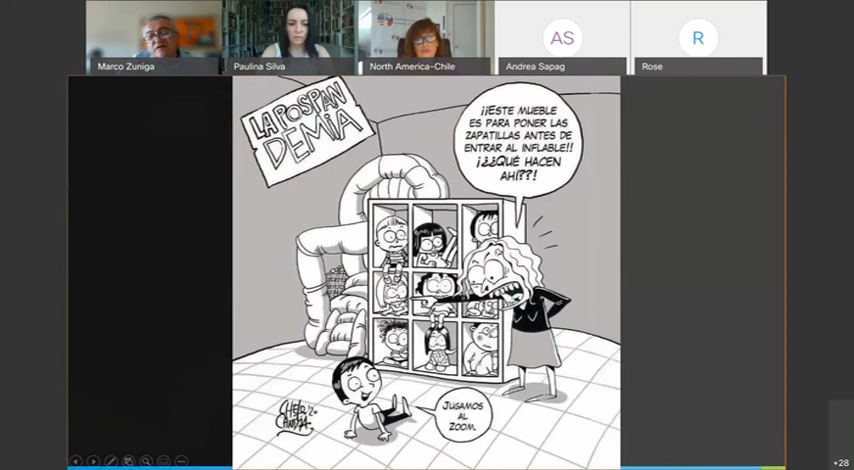 AS
R
Marco Zuniga
Paulina Silva
North America-Chile
Andrea Sapag
Rose
LA POSPAN
DEMIA
¡¡ESTE MUEBLE
ES PARA PONER LAS
ZAPATILLAS ANTES DE
ENTRAR AL INFLABLE!!
¡¿¿QUÉ HACEN
AHÍ??!
JUGAMOS
AL
ZOOM.
+28